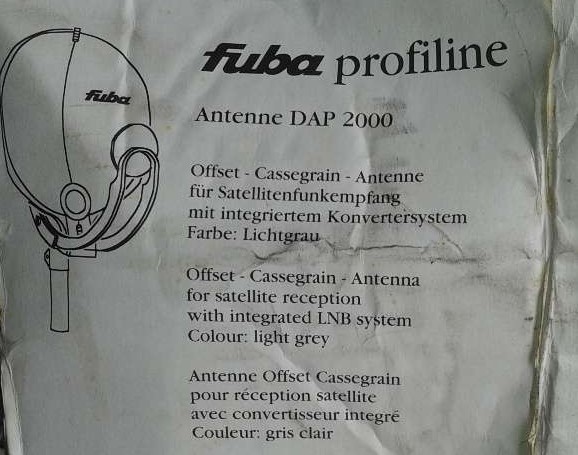 fuba profiline
fuba
Antenne DAP 2000
Offset - Cassegrain - Antenne
für Satellitenfunkempfang
mit integriertem Konvertersystem
Farbe: Lichtgrau
Offset - Cassegrain - Antenna
for satellite reception
with integrated LNB system
Colour: light grey
Antenne Offset Cassegrain
pour réception satellite
avec convertisseur integré
Couleur: gris clair